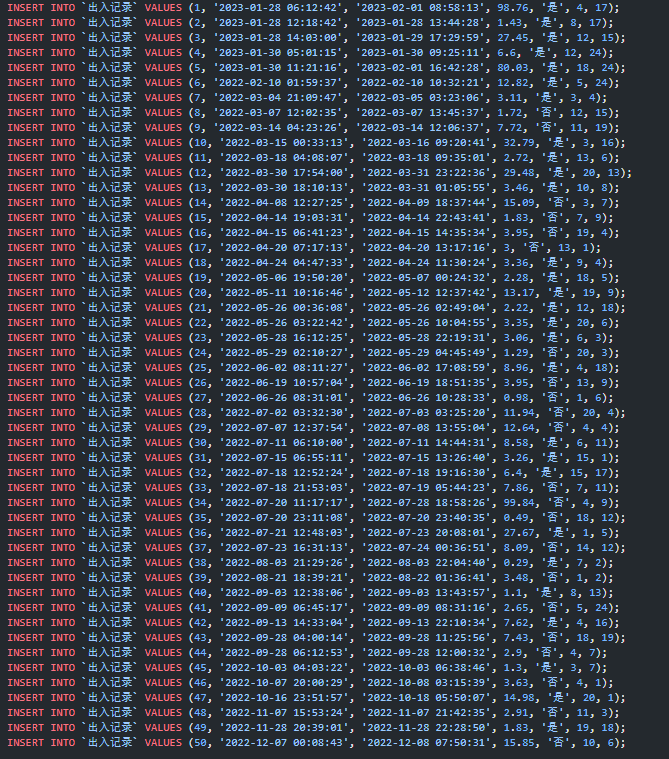 INSERT INTO `出入记录` VALUES (1, '2023-01-28 06:12:42', '2023-02-01 08:58:13', 98.76, '是', 4, 17);
INSERT INTO `出入记录` VALUES (2, '2023-01-28 12:18:42', '2023-01-28 13:44:28', 1.43, '是', 8, 17);
INSERT INTO `出入记录` VALUES (3, '2023-01-28 14:03:00', '2023-01-29 17:29:59', 27.45, '是', 12, 15);
INSERT INTO `出入记录` VALUES (4, '2023-01-30 05:01:15', '2023-01-30 09:25:11', 6.6, '是', 12, 24);
INSERT INTO `出入记录` VALUES (5, '2023-01-30 11:21:16', '2023-02-01 16:42:28', 80.03, '是', 18, 24);
INSERT INTO `出入记录` VALUES (6, '2022-02-10 01:59:37', '2022-02-10 10:32:21', 12.82, '是', 5, 24);
INSERT INTO `出入记录` VALUES (7, '2022-03-04 21:09:47', '2022-03-05 03:23:06', 3.11, '是', 3, 4);
INSERT INTO `出入记录` VALUES (8, '2022-03-07 12:02:35', '2022-03-07 13:45:37', 1.72, '否', 12, 15);
INSERT INTO `出入记录` VALUES (9, '2022-03-14 04:23:26', '2022-03-14 12:06:37', 7.72, '否', 11, 19);
INSERT INTO `出入记录` VALUES (10, '2022-03-15 00:33:13', '2022-03-16 09:20:41', 32.79, '是', 3, 16);
INSERT INTO `出入记录` VALUES (11, '2022-03-18 04:08:07', '2022-03-18 09:35:01', 2.72, '是', 13, 6);
INSERT INTO `出入记录` VALUES (12, '2022-03-30 17:54:00', '2022-03-31 23:22:36', 29.48, '是', 20, 13);
INSERT INTO `出入记录` VALUES (13, '2022-03-30 18:10:13', '2022-03-31 01:05:55', 3.46, '是', 10, 8);
INSERT INTO `出入记录` VALUES (14, '2022-04-08 12:27:25', '2022-04-09 18:37:44', 15.09, '否', 3, 7);
INSERT INTO `出入记录` VALUES (15, '2022-04-14 19:03:31', '2022-04-14 22:43:41', 1.83, '否', 7, 9);
INSERT INTO `出入记录` VALUES (16, '2022-04-15 06:41:23', '2022-04-15 14:35:34', 3.95, '否', 19, 4);
INSERT INTO `出入记录` VALUES (17, '2022-04-20 07:17:13', '2022-04-20 13:17:16', 3, '否', 13, 1);
INSERT INTO `出入记录` VALUES (18, '2022-04-24 04:47:33', '2022-04-24 11:30:24', 3.36, '是', 9, 4);
INSERT INTO `出入记录` VALUES (19, '2022-05-06 19:50:20', '2022-05-07 00:24:32', 2.28, '是', 18, 5);
INSERT INTO `出入记录` VALUES (20, '2022-05-11 10:16:46', '2022-05-12 12:37:42', 13.17, '是', 19, 9);
INSERT INTO `出入记录` VALUES (21, '2022-05-26 00:36:08', '2022-05-26 02:49:04', 2.22, '是', 12, 18);
INSERT INTO `出入记录` VALUES (22, '2022-05-26 03:22:42', '2022-05-26 10:04:55', 3.35, '是', 20, 6);
INSERT INTO `出入记录` VALUES (23, '2022-05-28 16:12:25', '2022-05-28 22:19:31', 3.06, '是', 6, 3);
INSERT INTO `出入记录` VALUES (24, '2022-05-29 02:10:27', '2022-05-29 04:45:49', 1.29, '否', 20, 3);
INSERT INTO `出入记录` VALUES (25, '2022-06-02 08:11:27', '2022-06-02 17:08:59', 8.96, '是', 4, 18);
INSERT INTO `出入记录` VALUES (26, '2022-06-19 10:57:04', '2022-06-19 18:51:35', 3.95, '否', 13, 9);
INSERT INTO `出入记录` VALUES (27, '2022-06-26 08:31:01', '2022-06-26 10:28:33', 0.98, '否', 1, 6);
INSERT INTO `出入记录` VALUES (28, '2022-07-02 03:32:30', '2022-07-03 03:25:20', 11.94, '否', 20, 4);
INSERT INTO `出入记录` VALUES (29, '2022-07-07 12:37:54', '2022-07-08 13:55:04', 12.64, '否', 4, 4);
INSERT INTO `出入记录` VALUES (30, '2022-07-11 06:10:00', '2022-07-11 14:44:31', 8.58, '是', 6, 11);
INSERT INTO `出入记录` VALUES (31, '2022-07-15 06:55:11', '2022-07-15 13:26:40', 3.26, '是', 15, 1);
INSERT INTO `出入记录` VALUES (32, '2022-07-18 12:52:24', '2022-07-18 19:16:30', 6.4, '是', 15, 17);
INSERT INTO `出入记录` VALUES (33, '2022-07-18 21:53:03', '2022-07-19 05:44:23', 7.86, '否', 7, 11);
INSERT INTO `出入记录` VALUES (34, '2022-07-20 11:17:17', '2022-07-28 18:58:26', 99.84, '否', 4, 9);
INSERT INTO `出入记录` VALUES (35, '2022-07-20 23:11:08', '2022-07-20 23:40:35', 0.49, '否', 18, 12);
INSERT INTO `出入记录` VALUES (36, '2022-07-21 12:48:03', '2022-07-23 20:08:01', 27.67, '是', 1, 5);
INSERT INTO `出入记录` VALUES (37, '2022-07-23 16:31:13', '2022-07-24 00:36:51', 8.09, '否', 14, 12);
INSERT INTO `出入记录` VALUES (38, '2022-08-03 21:29:26', '2022-08-03 22:04:40', 0.29, '是', 7, 2);
INSERT INTO `出入记录` VALUES (39, '2022-08-21 18:39:21', '2022-08-22 01:36:41', 3.48, '否', 1, 2);
INSERT INTO `出入记录` VALUES (40, '2022-09-03 12:38:06', '2022-09-03 13:43:57', 1.1, '是', 8, 13);
INSERT INTO `出入记录` VALUES (41, '2022-09-09 06:45:17', '2022-09-09 08:31:16', 2.65, '否', 5, 24);
INSERT INTO `出入记录` VALUES (42, '2022-09-13 14:33:04', '2022-09-13 22:10:34', 7.62, '是', 4, 16);
INSERT INTO `出入记录` VALUES (43, '2022-09-28 04:00:14', '2022-09-28 11:25:56', 7.43, '否', 18, 19);
INSERT INTO `出入记录` VALUES (44, '2022-09-28 06:12:53', '2022-09-28 12:00:32', 2.9, '否', 4, 7);
INSERT INTO `出入记录` VALUES (45, '2022-10-03 04:03:22', '2022-10-03 06:38:46', 1.3, '是', 3, 7);
INSERT INTO `出入记录` VALUES (46, '2022-10-07 20:00:29', '2022-10-08 03:15:39', 3.63, '否', 4, 1);
INSERT INTO `出入记录` VALUES (47, '2022-10-16 23:51:57', '2022-10-18 05:50:07', 14.98, '是', 20, 1);
INSERT INTO `出入记录` VALUES (48, '2022-11-07 15:53:24', '2022-11-07 21:42:35', 2.91, '否', 11, 3);
INSERT INTO `出入记录` VALUES (49, '2022-11-28 20:39:01', '2022-11-28 22:28:50', 1.83, '是', 19, 18);
INSERT INTO `出入记录` VALUES (50, '2022-12-07 00:08:43', '2022-12-08 07:50:31', 15.85, '否', 10, 6);